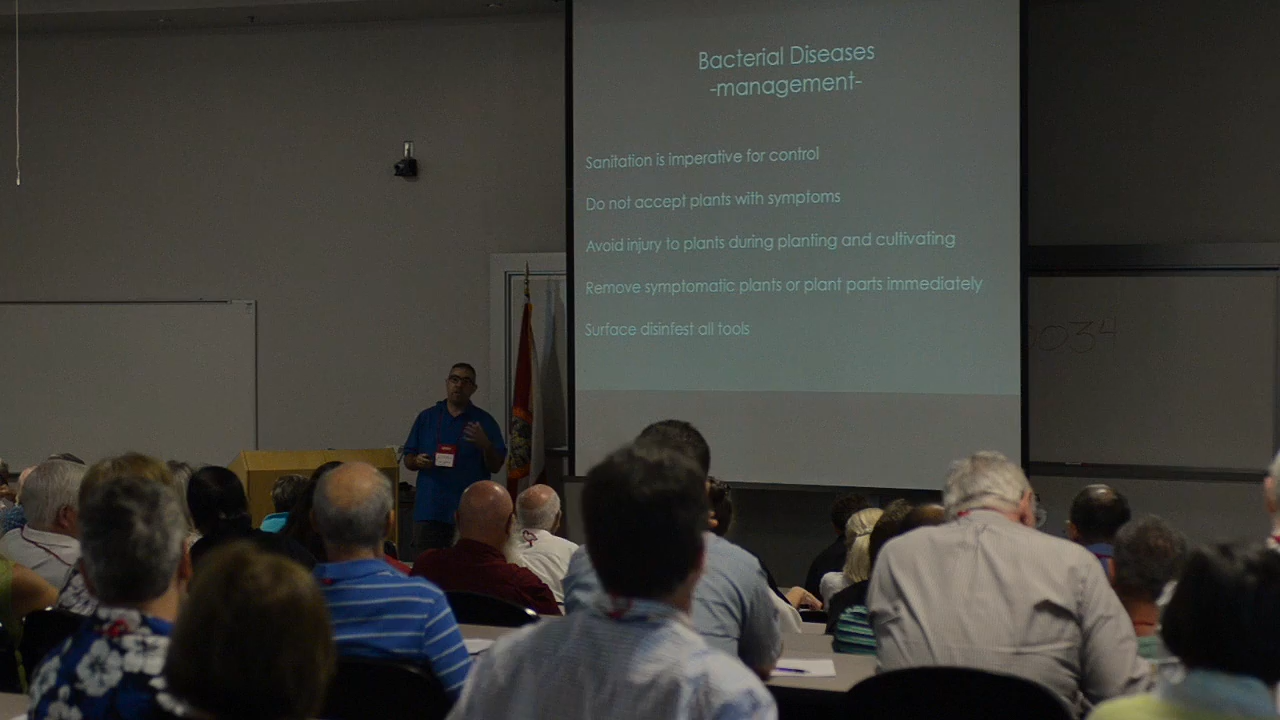 Bacterial Diseases
-management-
Sanitation is imperative for control
Do not accept plants with symptoms
Avoid injury to plants during planting and cultivating
Remove symptomatic plants or plant parts immediately
Surface disinfest all tools